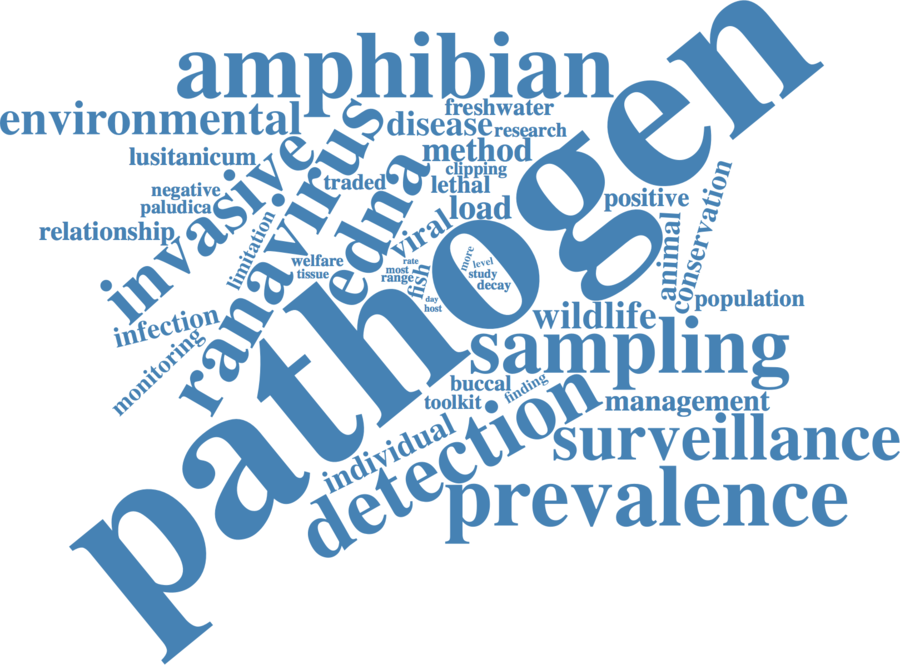 pathogen
amphibian
environmental
freshwater
disease
research
lusitanicum
method
clipping
invasive
ranavirus
edna
traded
lethal
negative
paludica
load
positive
relationship
viral
limitation
welfare
tissue
rate
most
range
fish
more
level
study
decay
day
host
animal
conservation
population
wildlife
infection
monitoring
sampling
buccal
finding
toolkit
management
individual
detection
surveillance
prevalence